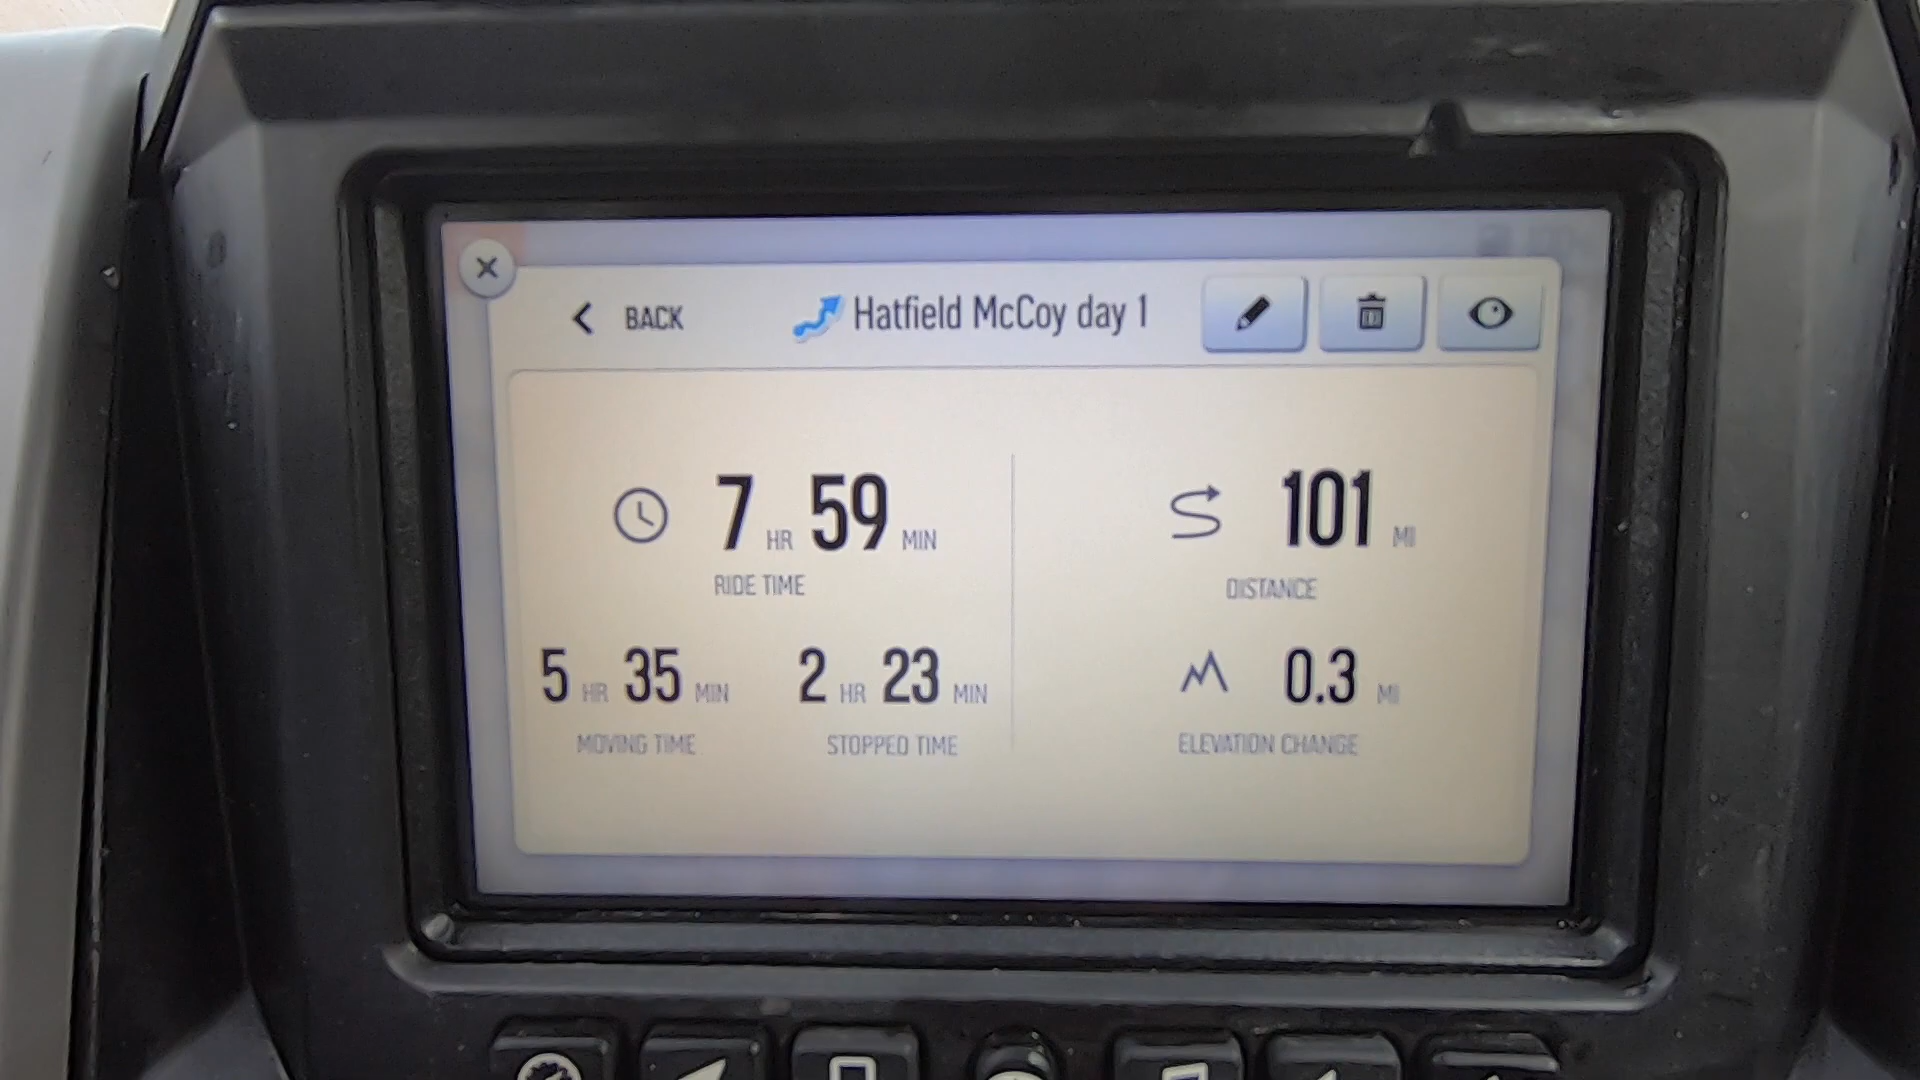 BACK
Hatfield McCoy day 1
7 HR 59 MIN
RIDE TIME
101 MI
DISTANCE
5 HR 35 MIN
MOVING TIME
2 HR 23 MIN
STOPPED TIME
0.3 MI
ELEVATION CHANGE